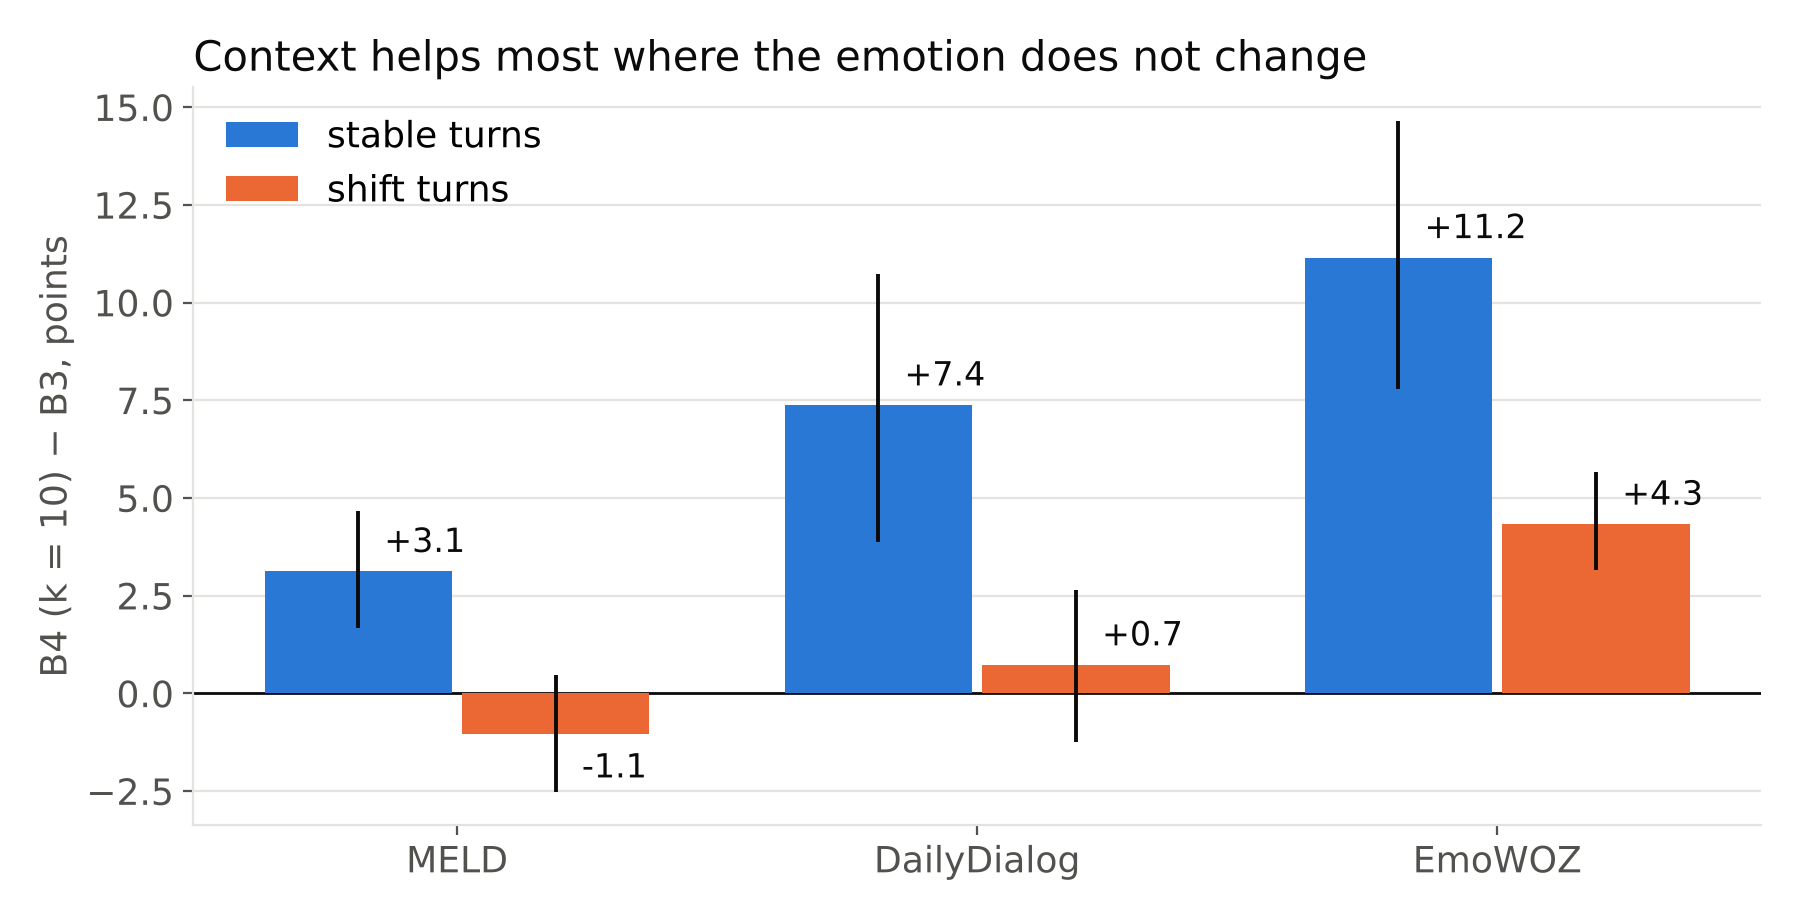 Context helps most where the emotion does not change
15.0
12.5
10.0
7.5
5.0
2.5
0.0
−2.5
B4 (k = 10) − B3, points
stable turns
shift turns
+3.1
-1.1
+7.4
+0.7
+11.2
+4.3
MELD
DailyDialog
EmoWOZ